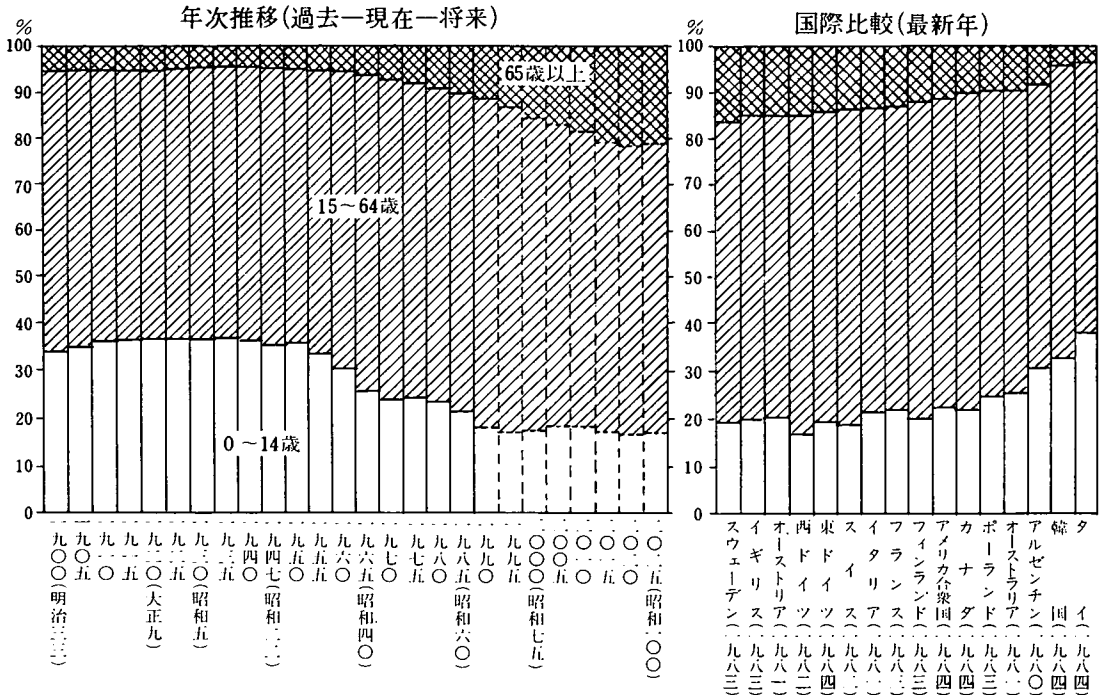 年次推移(過去―現在―将来)
%
100
90
80
70
60
50
40
30
20
10
0
65歳以上
15~64歳
0~14歳
一九〇〇(明治三三)
一九〇五
一九一〇
一九一五
一九二〇(大正九)
一九二五
一九三〇(昭和五)
一九三五
一九四〇
一九四七(昭和二二)
一九五〇
一九五五
一九六〇
一九六五(昭和四〇)
一九七〇
一九七五
一九八〇
一九八五(昭和六〇)
一九九〇
一九九五
二〇〇〇(昭和七五)
二〇〇五
二〇一〇
二〇一五
二〇二〇
二〇二五(昭和一〇〇)
国際比較(最新年)
%
100
90
80
70
60
50
40
30
20
10
0
スウェーデン(一九八三)
イギリス(一九八三)
オーストリア(一九八一)
西ドイツ(一九八二)
東ドイツ(一九八四)
スイス
イタリア(一九八一)
フランス
フィンランド(一九八三)
アメリカ合衆国(一九八四)
カナダ(一九八四)
ポーランド(一九八三)
オーストラリア(一九八一)
アルゼンチン(一九八〇)
韓国(一九八四)
タイ(一九八四)